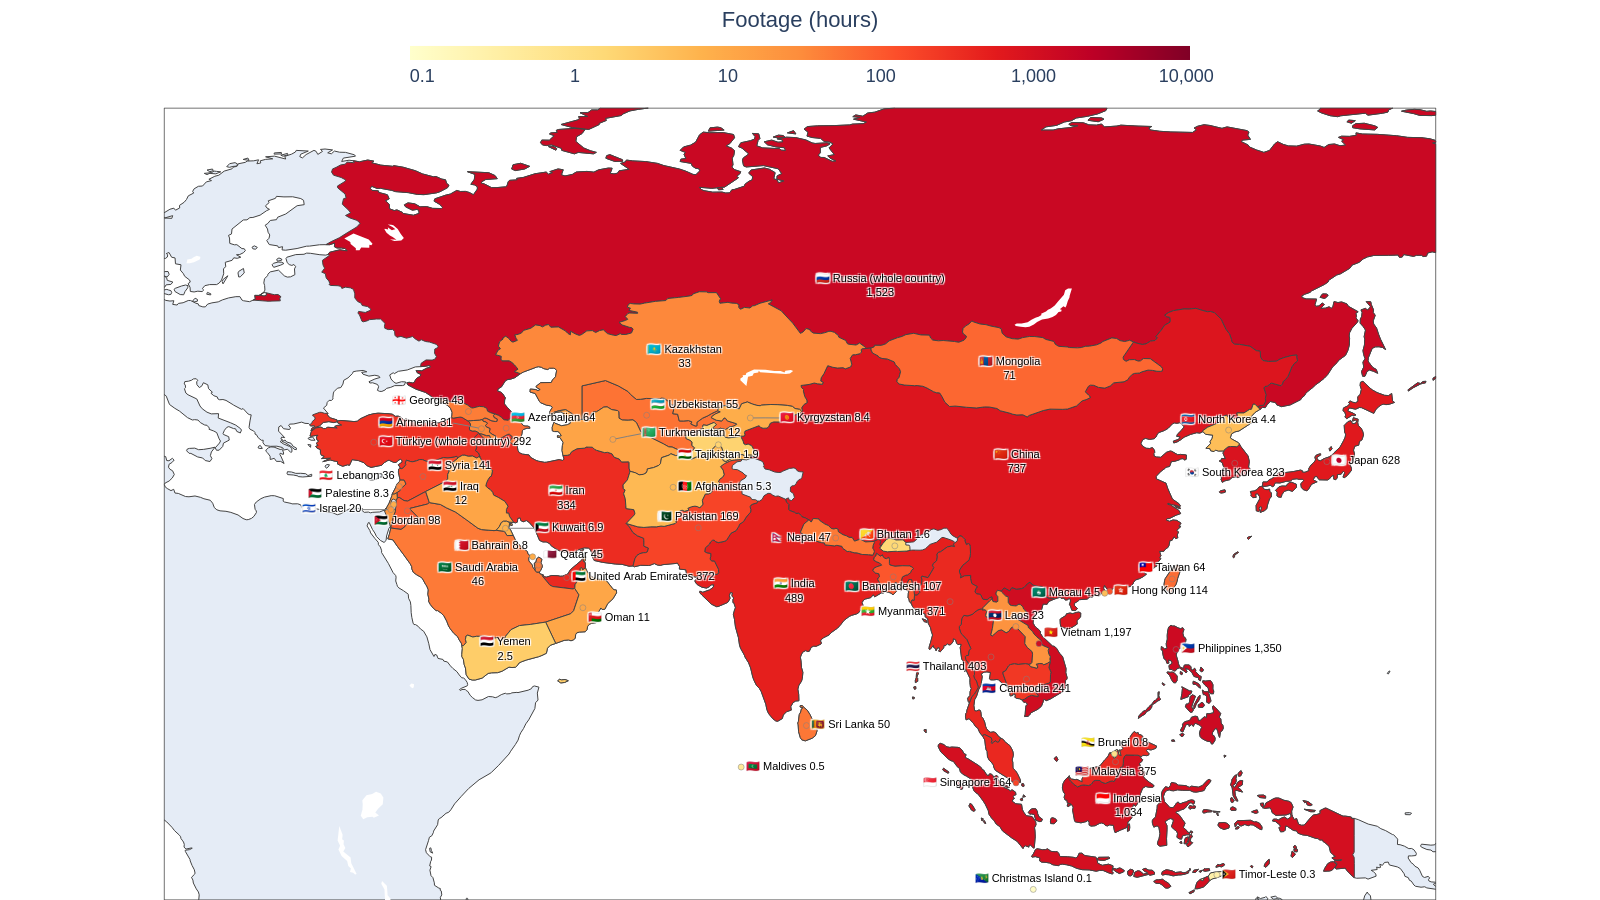 Footage (hours)
0.1 1 10 100 1,000 10,000
Russia (whole country)
1,523
Kazakhstan
33
Mongolia
71
Georgia 43
Azerbaijan 64
Uzbekistan 55
Kyrgyzstan 8.4
North Korea 4.4
Armenia 31
Türkiye (whole country) 292
Turkmenistan 12
Tajikistan 1.9
China
737
Japan 628
South Korea 823
Syria 141
Lebanon 36
Iraq
12
Iran
334
Afghanistan 5.3
Palestine 8.3
Israel 20
Jordan 98
Pakistan 169
Kuwait 6.9
Nepal 47
Bhutan 1.6
Bahrain 8.8
Qatar 45
Saudi Arabia
46
United Arab Emirates 372
India
489
Bangladesh 107
Taiwan 64
Macau 4.5
Hong Kong 114
Oman 11
Myanmar 371
Laos 23
Vietnam 1,197
Yemen
2.5
Philippines 1,350
Thailand 403
Cambodia 241
Sri Lanka 50
Brunei 0.8
Maldives 0.5
Malaysia 375
Singapore 164
Indonesia
1,034
Christmas Island 0.1
Timor-Leste 0.3